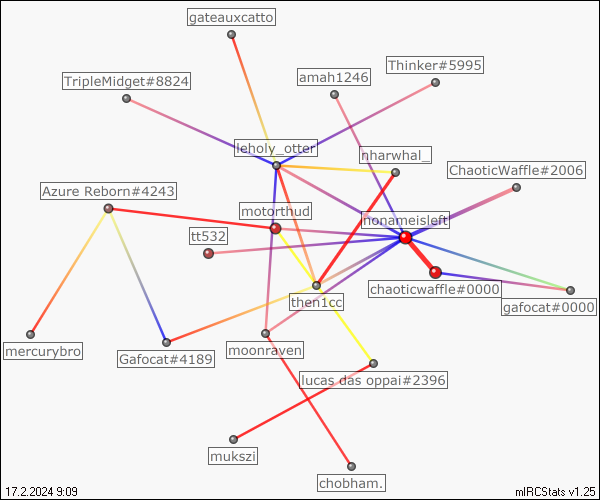 gateauxcatto
Thinker#5995
amah1246
TripleMidget#8824
leholy_otter
nharwhal_
ChaoticWaffle#2006
Azure Reborn#4243
motorthud
nonameisleft
tt532
chaoticwaffle#0000
then1cc
gafocat#0000
mercurybro
Gafocat#4189
moonraven
lucas das oppai#2396
mukszi
chobham.
17.2.2024 9:09
mIRCStats v1.25